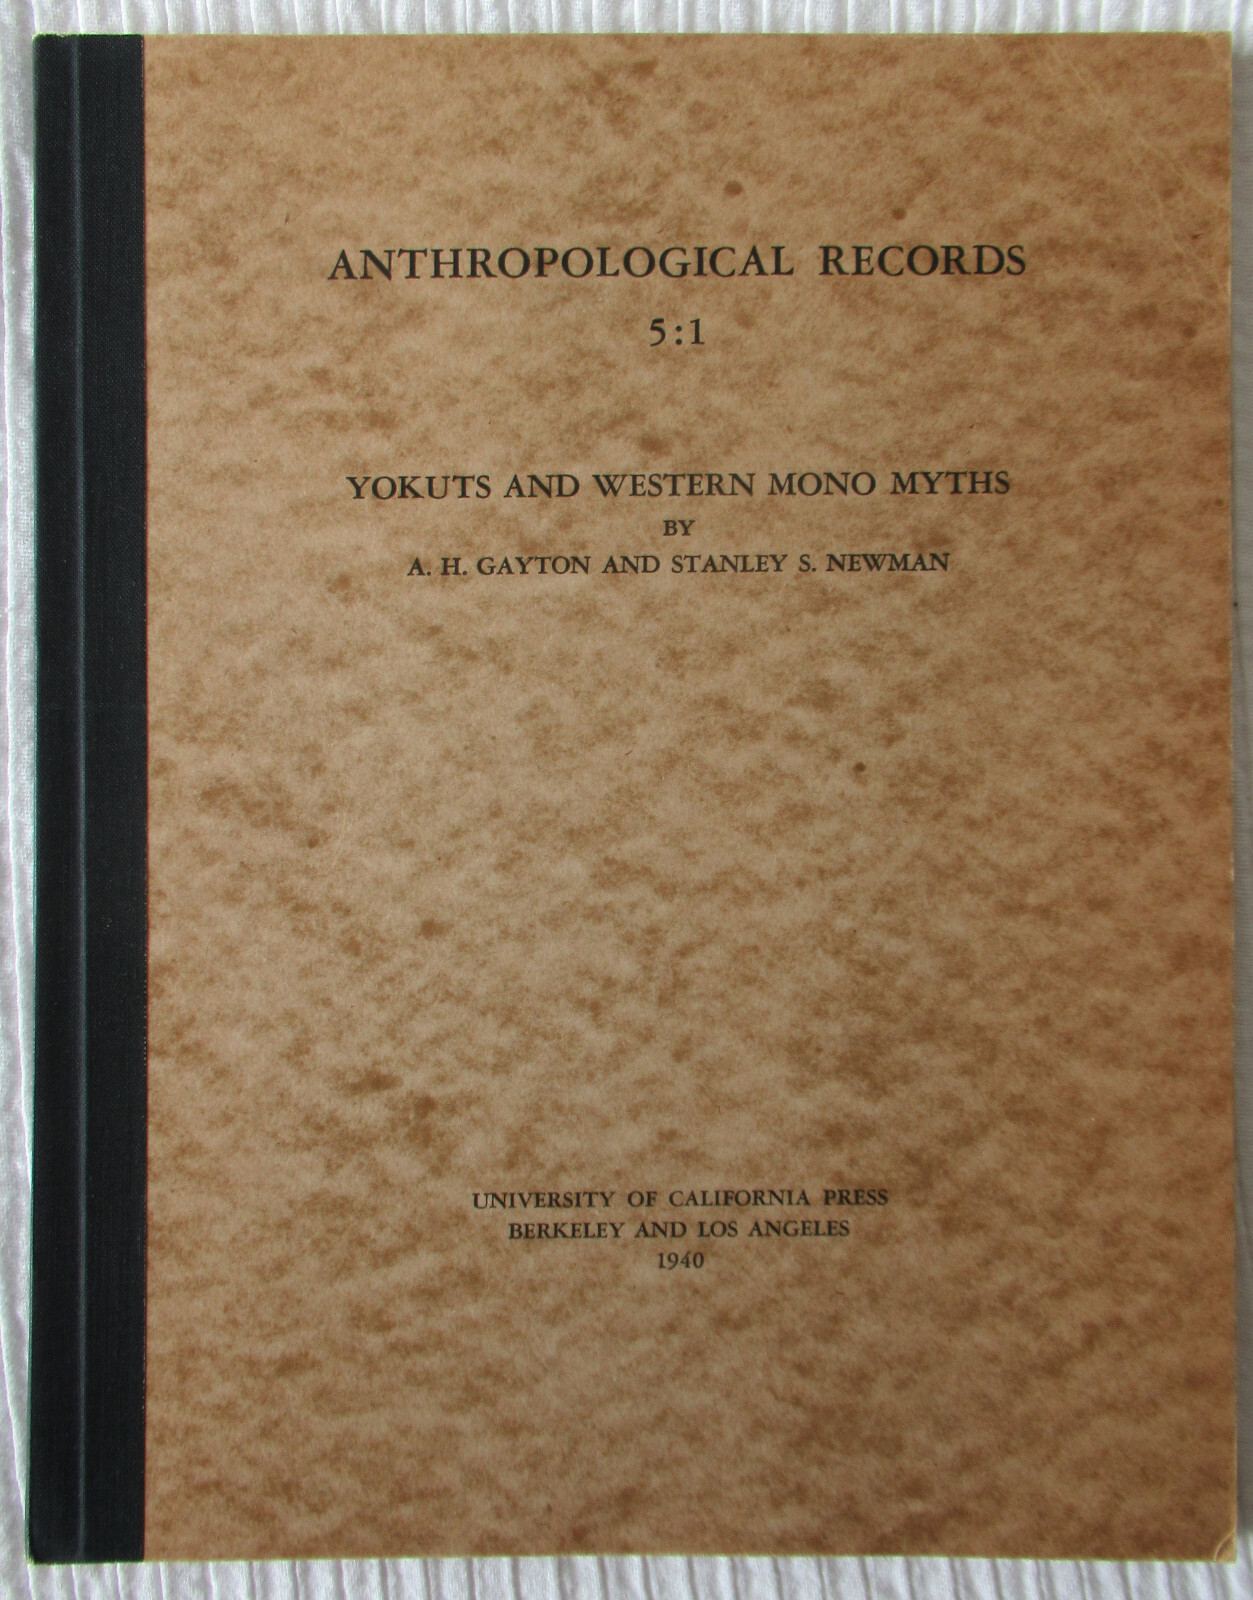 ANTHROPOLOGICAL RECORDS
5:1
YOKUTS AND WESTERN MONO MYTHS
BY
A. H. GAYTON AND STANLEY S. NEWMAN
UNIVERSITY OF CALIFORNIA PRESS
BERKELEY AND LOS ANGELES
1940